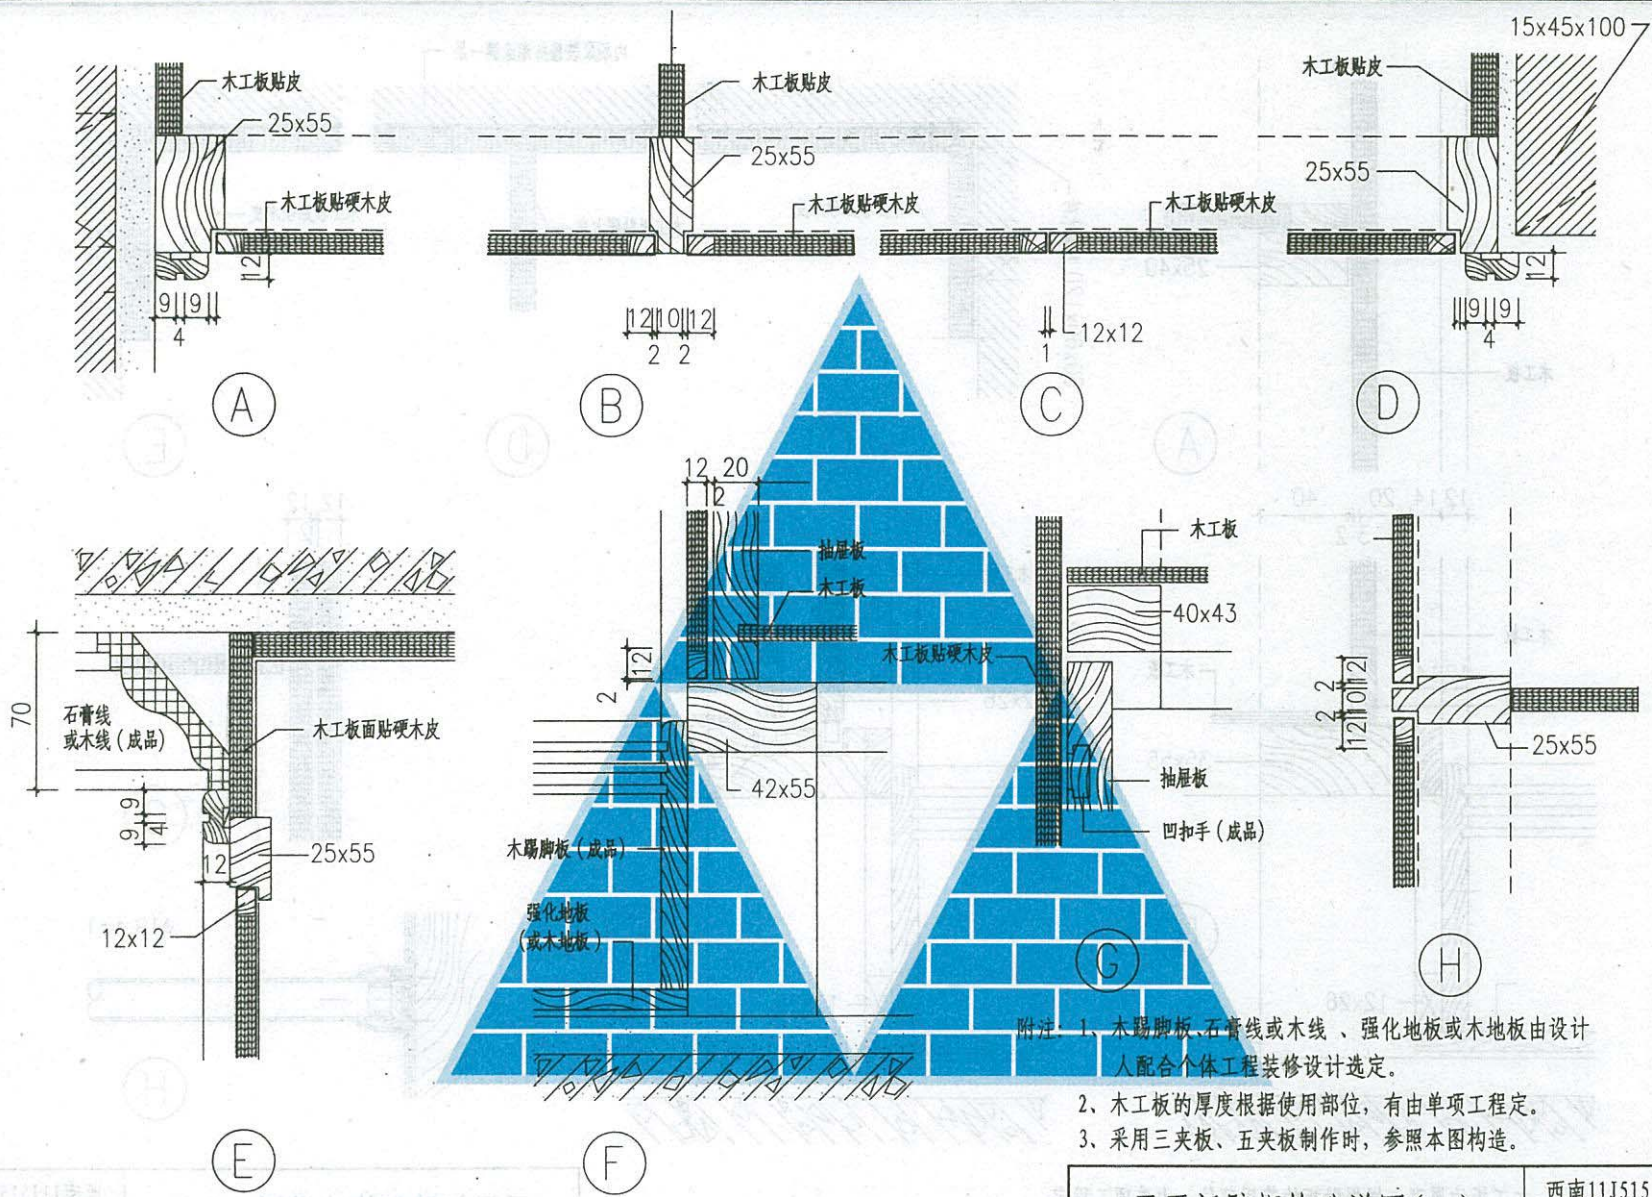 15x45x100
木工板贴皮
25x55
木工板贴硬木皮
12
9 9
4
A
木工板贴皮
25x55
木工板贴硬木皮
12 10 12
2 2
B
木工板贴硬木皮
12x12
1
C
木工板贴皮
25x55
12
9 9
4
D
70
石膏线
或木线（成品）
木工板面贴硬木皮
9
9
4
12
25x55
12x12
E
12 20
2
抽屉板
木工板
12
2
42x55
木踢脚板（成品）
强化地板
（或木地板）
F
木工板
40x43
木工板贴硬木皮
抽屉板
凹扣手（成品）
G
12
2
10
2
12
25x55
H
附注：1、木踢脚板、石膏线或木线 、强化地板或木地板由设计
人配合个体工程装修设计选定。
2、木工板的厚度根据使用部位，有由单项工程定。
3、采用三夹板、五夹板制作时，参照本图构造。
西南11J515